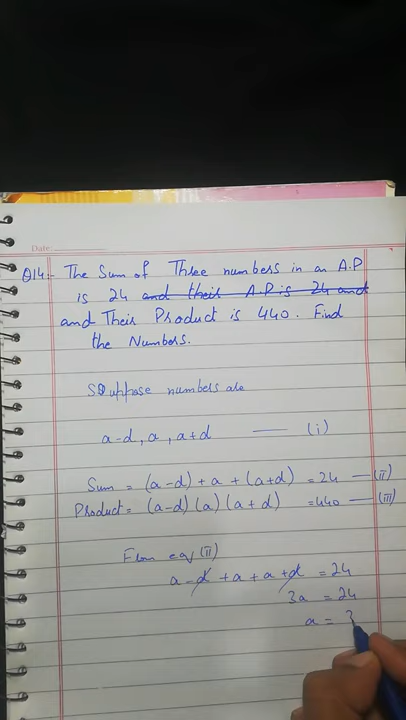 Date:
Q14:- The Sum of Three numbers in an A.P
is 24 and their A.P is 24 and
and Their Product is 440. Find
the Numbers.
Suppose numbers are
a-d, a, a+d —— (i)
Sum = (a-d) + a + (a+d) = 24 — (ii)
Product = (a-d) (a) (a+d) = 440 — (iii)
From eq (ii)
a - d + a + a + d = 24
3a = 24
a =